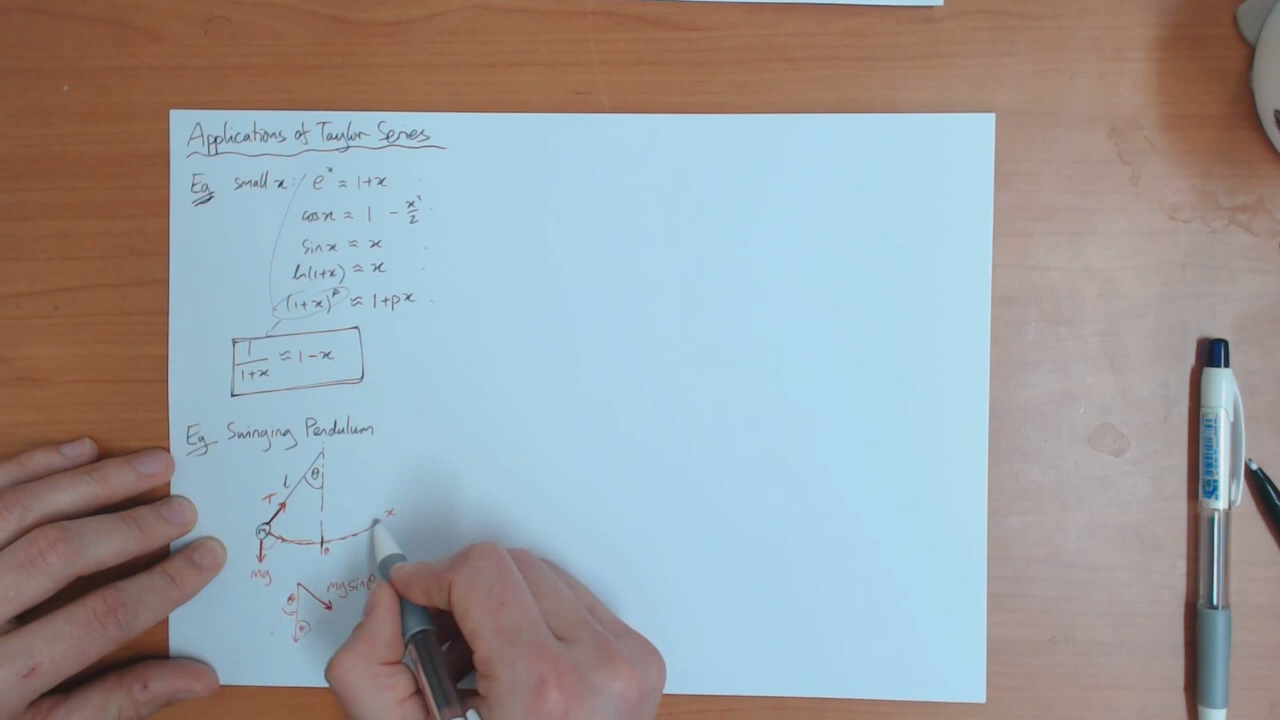 Applications of Taylor Series
Eg small x: e^x ≈ 1+x
cos x ≈ 1 - x²/2
sin x ≈ x
ln(1+x) ≈ x
(1+x)^p ≈ 1+px
1/(1+x) ≈ 1-x
Eg Swinging Pendulum
θ
l
T
m
x
0
mg
mg sin
θ